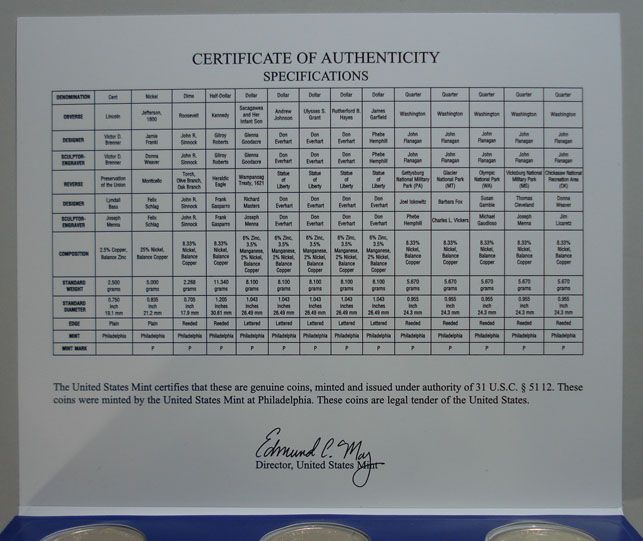 CERTIFICATE OF AUTHENTICITY
SPECIFICATIONS
DENOMINATION Cent Nickel Dime Half-Dollar Dollar Dollar Dollar Dollar Dollar Quarter Quarter Quarter Quarter Quarter
OBVERSE Lincoln Jefferson, 1800 Roosevelt Kennedy Sacagawea and Her Infant Son Andrew Johnson Ulysses S. Grant Rutherford B. Hayes James Garfield Washington Washington Washington Washington Washington
DESIGNER Victor D. Brenner Jamie Franki John R. Sinnock Gilroy Roberts Glenna Goodacre Don Everhart Don Everhart Don Everhart Phebe Hemphill John Flanagan John Flanagan John Flanagan John Flanagan John Flanagan
SCULPTOR-ENGRAVER Victor D. Brenner Donna Weaver John R. Sinnock Gilroy Roberts Glenna Goodacre Don Everhart Don Everhart Don Everhart Phebe Hemphill John Flanagan John Flanagan John Flanagan John Flanagan John Flanagan
REVERSE Preservation of the Union Monticello Torch, Olive Branch, Oak Branch Heraldic Eagle Wampanoag Treaty, 1621 Statue of Liberty Statue of Liberty Statue of Liberty Statue of Liberty Gettysburg National Military Park (PA) Glacier National Park (MT) Olympic National Park (WA) Vicksburg National Military Park (MS) Chickasaw National Recreation Area (OK)
DESIGNER Lyndall Bass Felix Schlag John R. Sinnock Frank Gasparro Richard Masters Don Everhart Don Everhart Don Everhart Don Everhart Joel Iskowitz Barbara Fox Susan Gamble Thomas Cleveland Donna Weaver
SCULPTOR-ENGRAVER Joseph Menna Felix Schlag John R. Sinnock Frank Gasparro Joseph Menna Don Everhart Don Everhart Don Everhart Don Everhart Phebe Hemphill Charles L. Vickers Michael Gaudioso Joseph Menna Jim Licaretz
COMPOSITION 2.5% Copper, Balance Zinc 25% Nickel, Balance Copper 8.33% Nickel, Balance Copper 8.33% Nickel, Balance Copper 6% Zinc, 3.5% Manganese, 2% Nickel, Balance Copper 6% Zinc, 3.5% Manganese, 2% Nickel, Balance Copper 6% Zinc, 3.5% Manganese, 2% Nickel, Balance Copper 6% Zinc, 3.5% Manganese, 2% Nickel, Balance Copper 6% Zinc, 3.5% Manganese, 2% Nickel, Balance Copper 8.33% Nickel, Balance Copper 8.33% Nickel, Balance Copper 8.33% Nickel, Balance Copper 8.33% Nickel, Balance Copper 8.33% Nickel, Balance Copper
STANDARD WEIGHT 2.500 grams 5.000 grams 2.268 grams 11.340 grams 8.100 grams 8.100 grams 8.100 grams 8.100 grams 8.100 grams 5.670 grams 5.670 grams 5.670 grams 5.670 grams 5.670 grams
STANDARD DIAMETER 0.750 inch 19.1 mm 0.835 inch 21.2 mm 0.705 inch 17.9 mm 1.205 inches 30.61 mm 1.043 inches 26.49 mm 1.043 inches 26.49 mm 1.043 inches 26.49 mm 1.043 inches 26.49 mm 1.043 inches 26.49 mm 0.955 inch 24.3 mm 0.955 inch 24.3 mm 0.955 inch 24.3 mm 0.955 inch 24.3 mm 0.955 inch 24.3 mm
EDGE Plain Plain Reeded Reeded Lettered Lettered Lettered Lettered Lettered Reeded Reeded Reeded Reeded Reeded
MINT Philadelphia Philadelphia Philadelphia Philadelphia Philadelphia Philadelphia Philadelphia Philadelphia Philadelphia Philadelphia Philadelphia Philadelphia Philadelphia Philadelphia
MINT MARK P P P P P P P P P P P P P
The United States Mint certifies that these are genuine coins, minted and issued under authority of 31 U.S.C. § 5112. These
coins were minted by the United States Mint at Philadelphia. These coins are legal tender of the United States.
Edmund C. Moy
Director, United States Mint